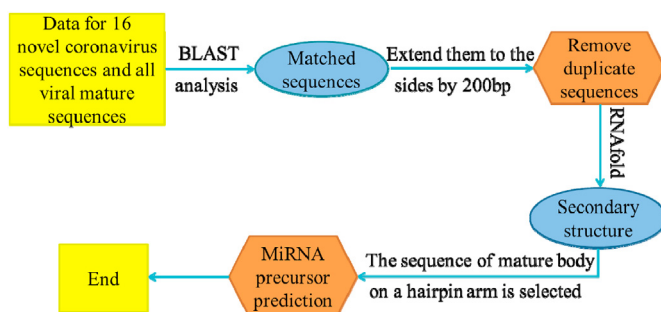 Data for 16
novel coronavirus
sequences and all
viral mature
sequences
BLAST
analysis
Matched
sequences
Extend them to the
sides by 200bp
Remove
duplicate
sequences
RNAfold
Secondary
structure
The sequence of mature body
on a hairpin arm is selected
MiRNA
precursor
prediction
End